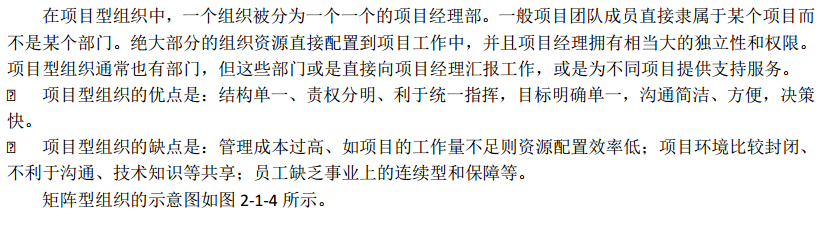 在项目型组织中，一个组织被分为一个一个的项目经理部。一般项目团队成员直接隶属于某个项目而
不是某个部门。绝大部分的组织资源直接配置到项目工作中，并且项目经理拥有相当大的独立性和权限。
项目型组织通常也有部门，但这些部门或是直接向项目经理汇报工作，或是为不同项目提供支持服务。
项目型组织的优点是：结构单一、责权分明、利于统一指挥，目标明确单一，沟通简洁、方便，决策
快。
项目型组织的缺点是：管理成本过高、如项目的工作量不足则资源配置效率低；项目环境比较封闭、
不利于沟通、技术知识等共享；员工缺乏事业上的连续型和保障等。
矩阵型组织的示意图如图 2-1-4 所示。